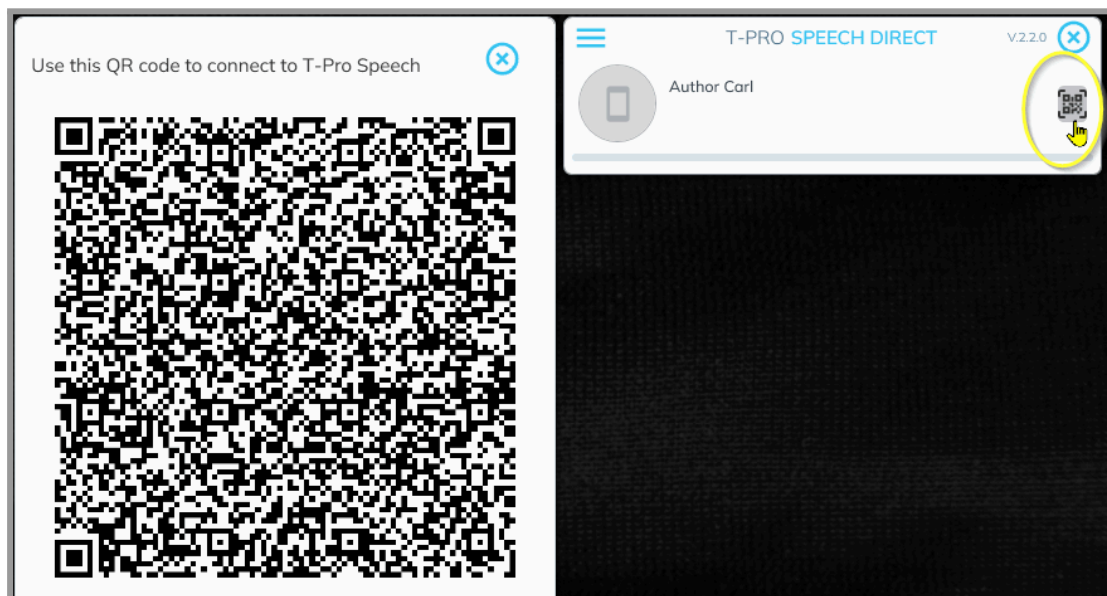 Use this QR code to connect to T-Pro Speech
T-PRO SPEECH DIRECT
V.2.2.0
Author Carl